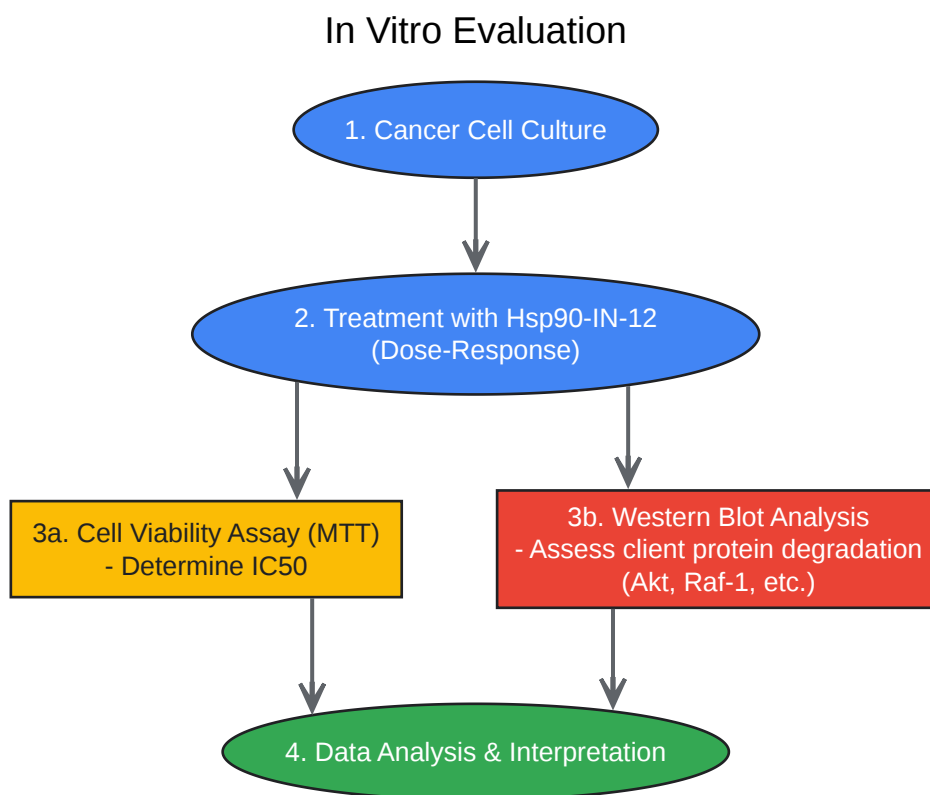 In Vitro Evaluation
1. Cancer Cell Culture
2. Treatment with Hsp90-IN-12
(Dose-Response)
3a. Cell Viability Assay (MTT)
- Determine IC50
3b. Western Blot Analysis
- Assess client protein degradation
(Akt, Raf-1, etc.)
4. Data Analysis & Interpretation